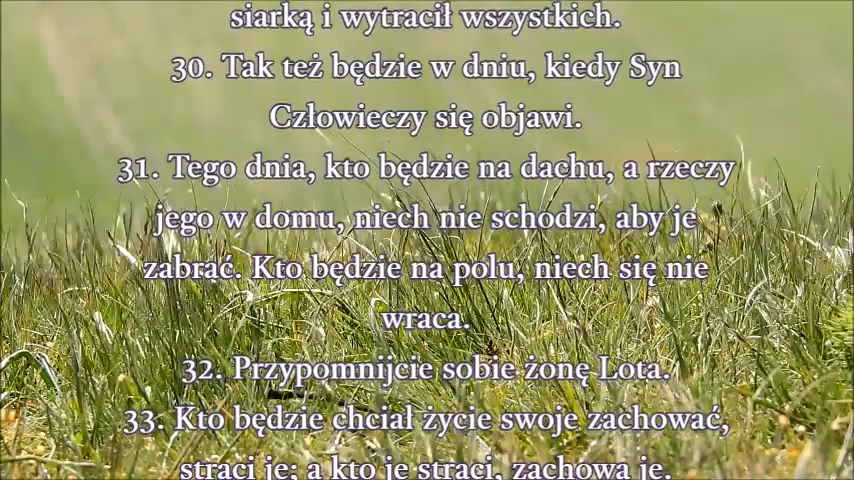 siarką i wytracił wszystkich.
30. Tak też będzie w dniu, kiedy Syn
Człowieczy się objawi.
31. Tego dnia, kto będzie na dachu, a rzeczy
jego w domu, niech nie schodzi, aby je
zabrać. Kto będzie na polu, niech się nie
wraca.
32. Przypomnijcie sobie żonę Lota.
33. Kto będzie chciał życie swoje zachować,
straci je; a kto je straci, zachowa je.